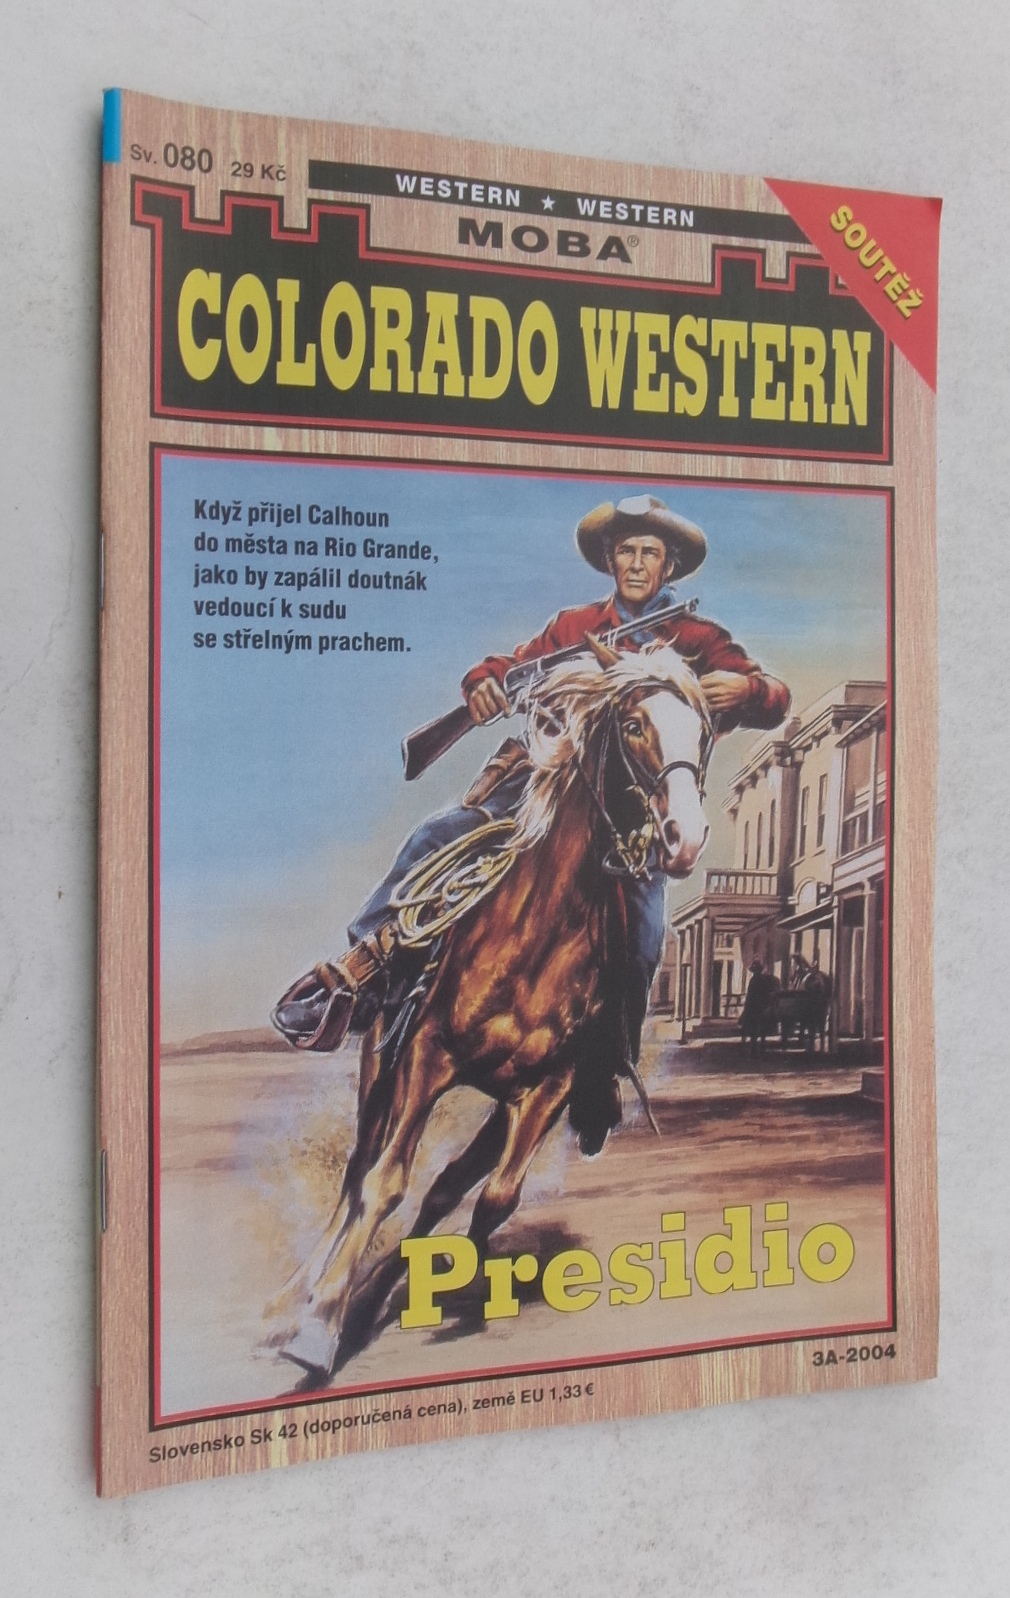 Sv. 080 29 Kč
WESTERN ★ WESTERN
SOUTĚŽ
MOBA®
COLORADO WESTERN
Když přijel Calhoun
do města na Rio Grande,
jako by zapálil doutnák
vedoucí k sudu
se střelným prachem.
Presidio
3A-2004
Slovensko Sk 42 (doporučená cena), země EU 1,33 €